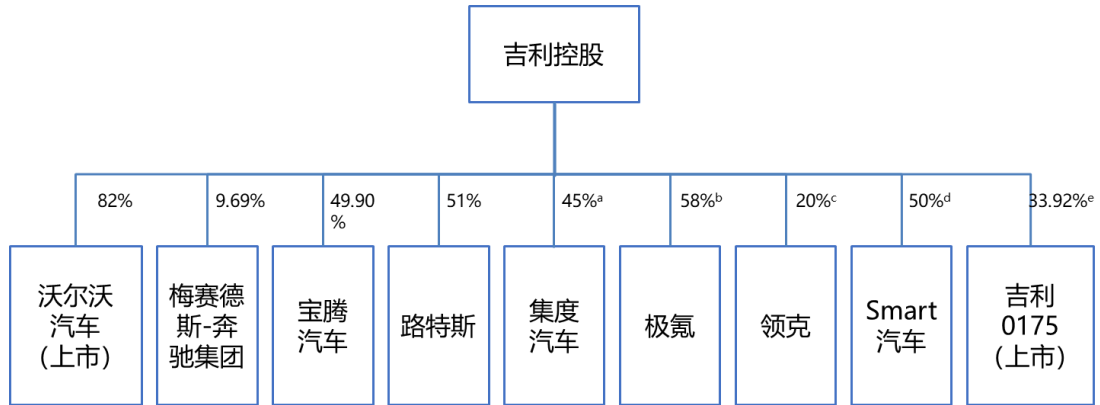 吉利控股
82%
9.69%
49.90
%
51%
45%ᵃ
58%ᵇ
20%ᶜ
50%ᵈ
33.92%ᵉ
沃尔沃
汽车
（上市）
梅赛德
斯-奔
驰集团
宝腾
汽车
路特斯
集度
汽车
极氪
领克
Smart
汽车
吉利
0175
（上市）